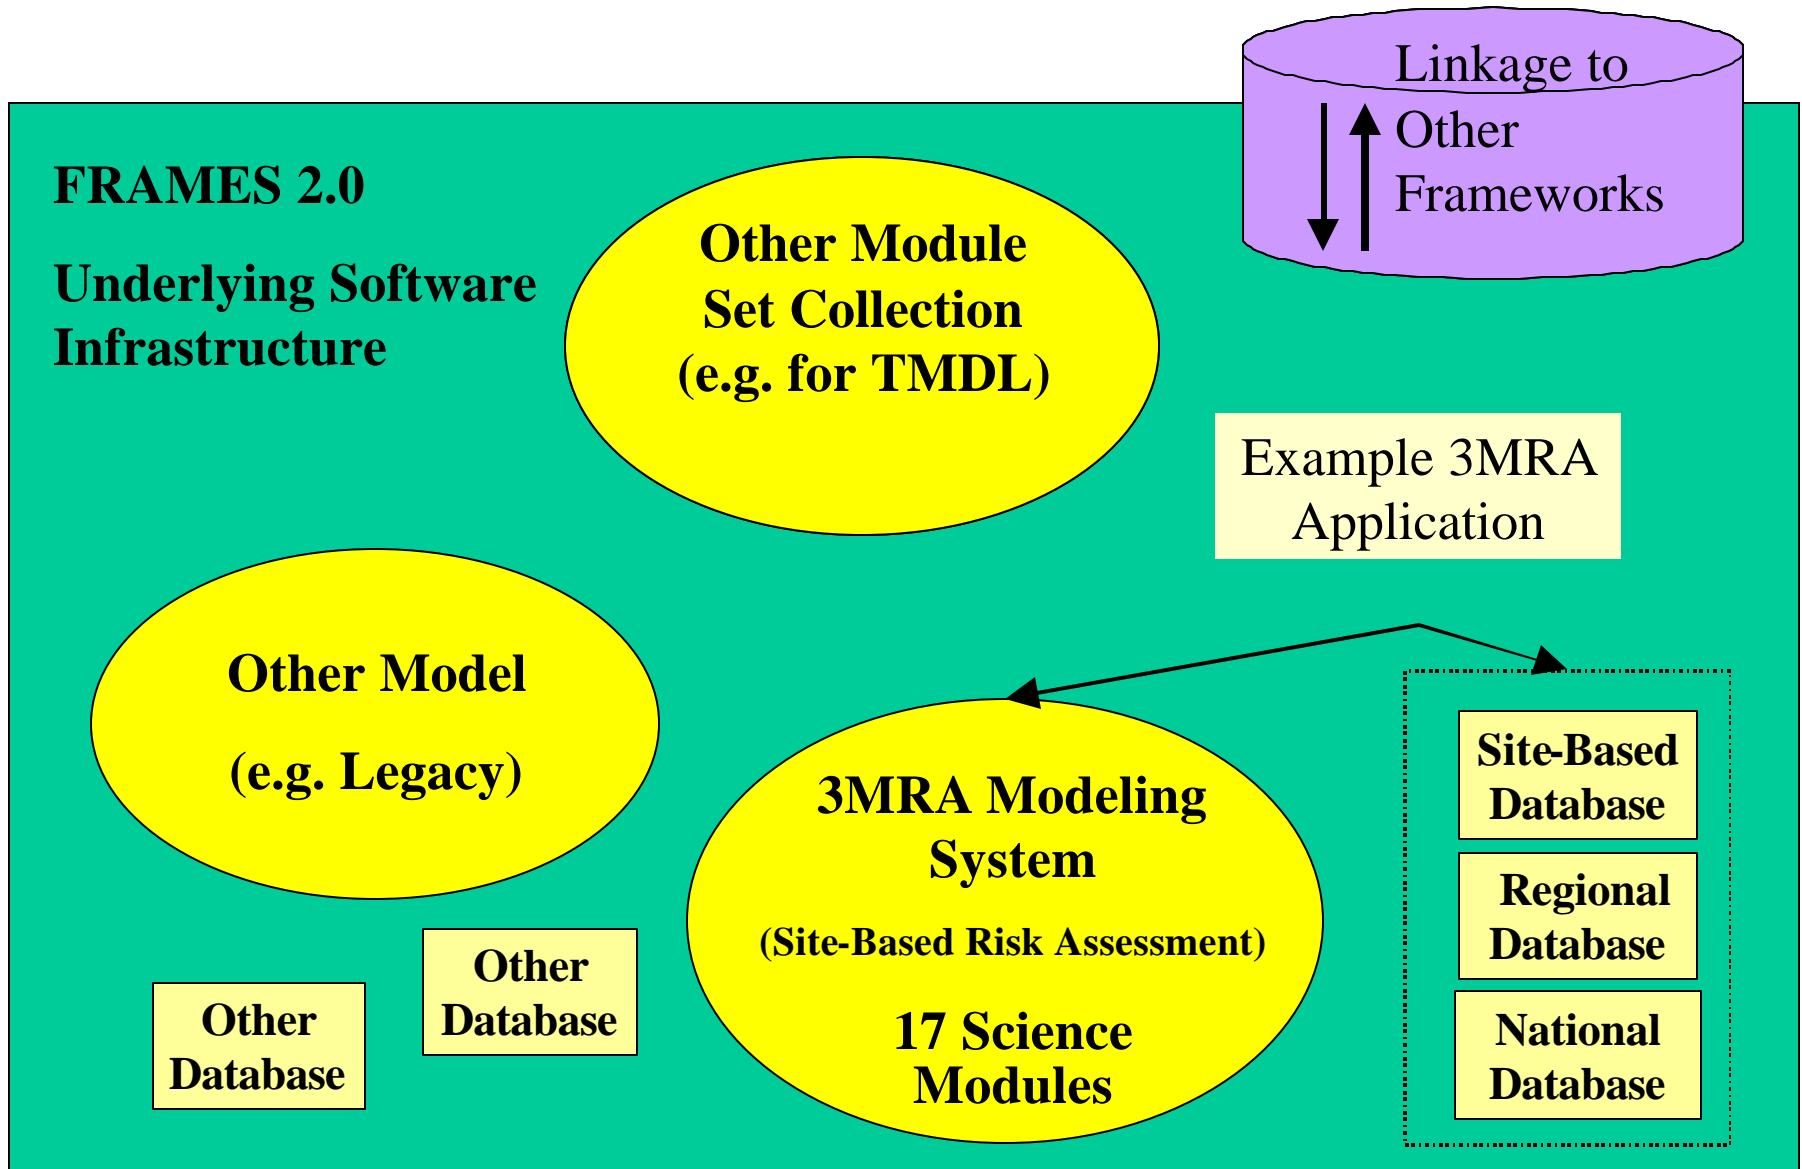 Linkage to
Other
Frameworks
FRAMES 2.0
Underlying Software
Infrastructure
Other Module
Set Collection
(e.g. for TMDL)
Example 3MRA
Application
Other Model
(e.g. Legacy)
3MRA Modeling
System
(Site-Based Risk Assessment)
17 Science
Modules
Site-Based
Database
Regional
Database
National
Database
Other
Database
Other
Database